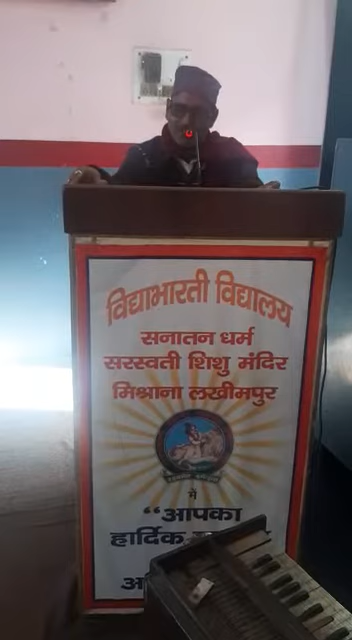 विद्याभारती विद्यालय
सनातन धर्म
सरस्वती शिशु मंदिर
मिश्राना लखीमपुर
में
“आपका
हार्दिक